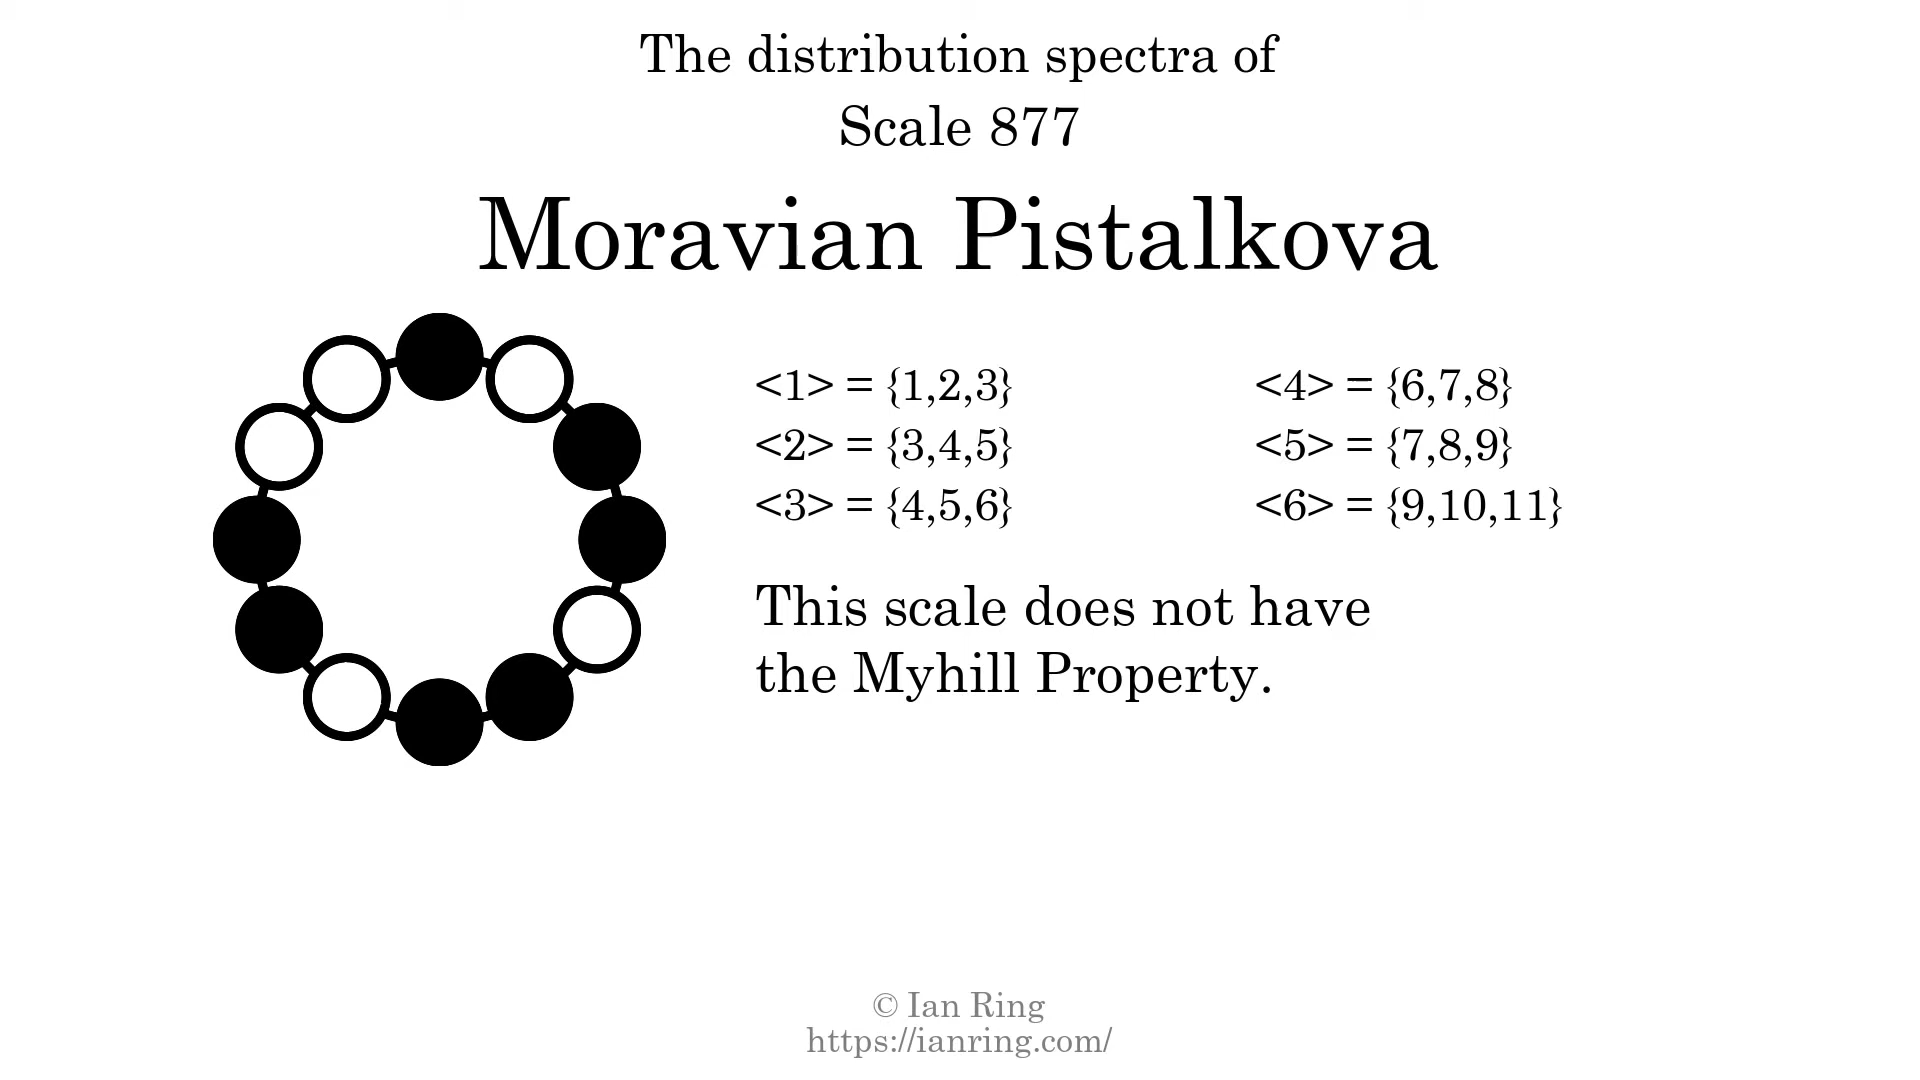 The distribution spectra of
Scale 877
Moravian Pistalkova
<1> = {1,2,3}
<2> = {3,4,5}
<3> = {4,5,6}
<4> = {6,7,8}
<5> = {7,8,9}
<6> = {9,10,11}
This scale does not have
the Myhill Property.
© Ian Ring
https://ianring.com/